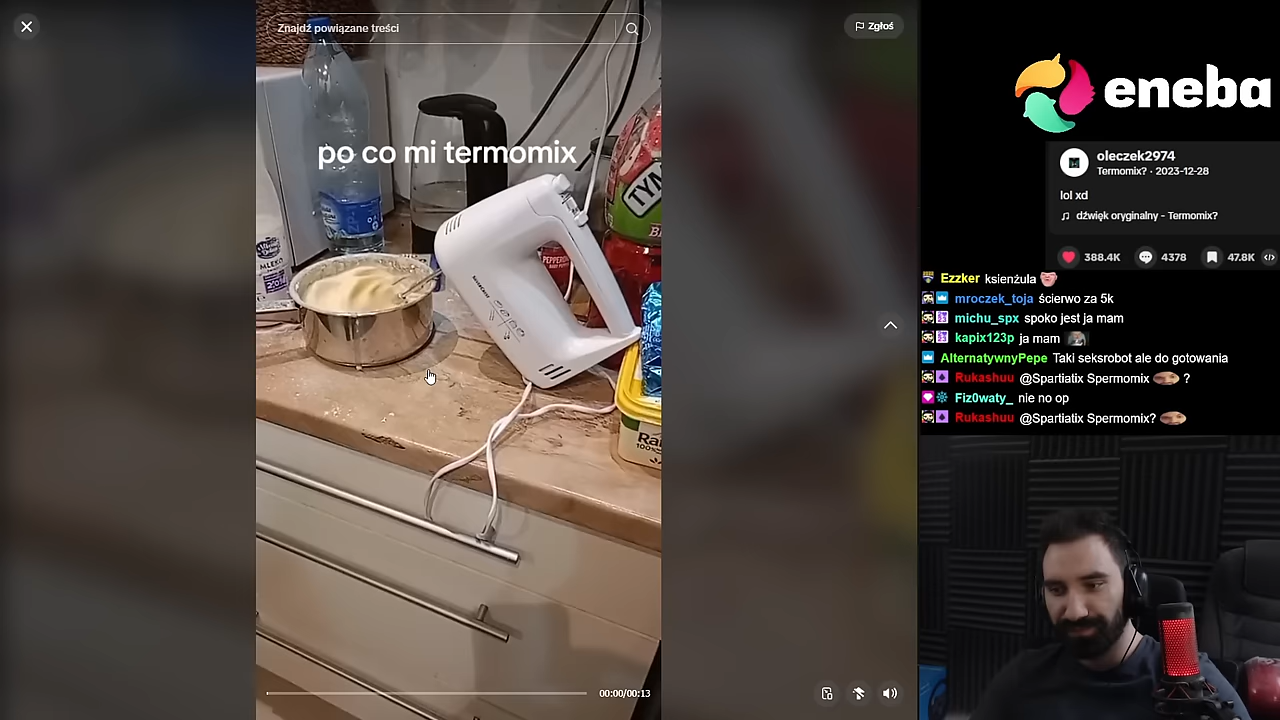 Znajdź powiązane treści
Zgłoś
po co mi termomix
TYM
PEPPERONI
MLEKO
00:00/00:13
eneba
oleczek2974
Termomix? · 2023-12-28
lol xd
dźwięk oryginalny - Termomix?
388.4K
4378
47.8K
Ezzker ksienżula
mroczek_toja ścierwo za 5k
michu_spx spoko jest ja mam
kapix123p ja mam
AlternatywnyPepe Taki seksrobot ale do gotowania
Rukashuu @Spartiatix Spermomix ?
Fiz0waty_ nie no op
Rukashuu @Spartiatix Spermomix?